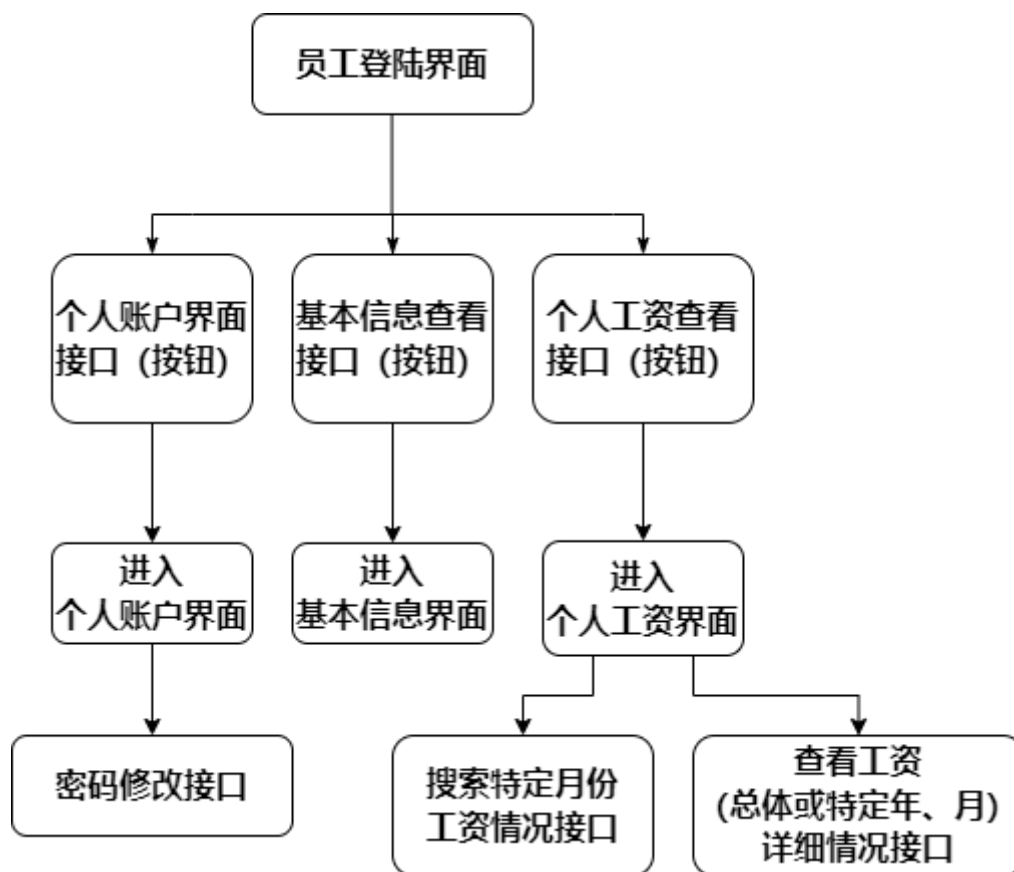 员工登陆界面
个人账户界面
接口（按钮）
基本信息查看
接口（按钮）
个人工资查看
接口（按钮）
进入
个人账户界面
进入
基本信息界面
进入
个人工资界面
密码修改接口
搜索特定月份
工资情况接口
查看工资
(总体或特定年、月)
详细情况接口